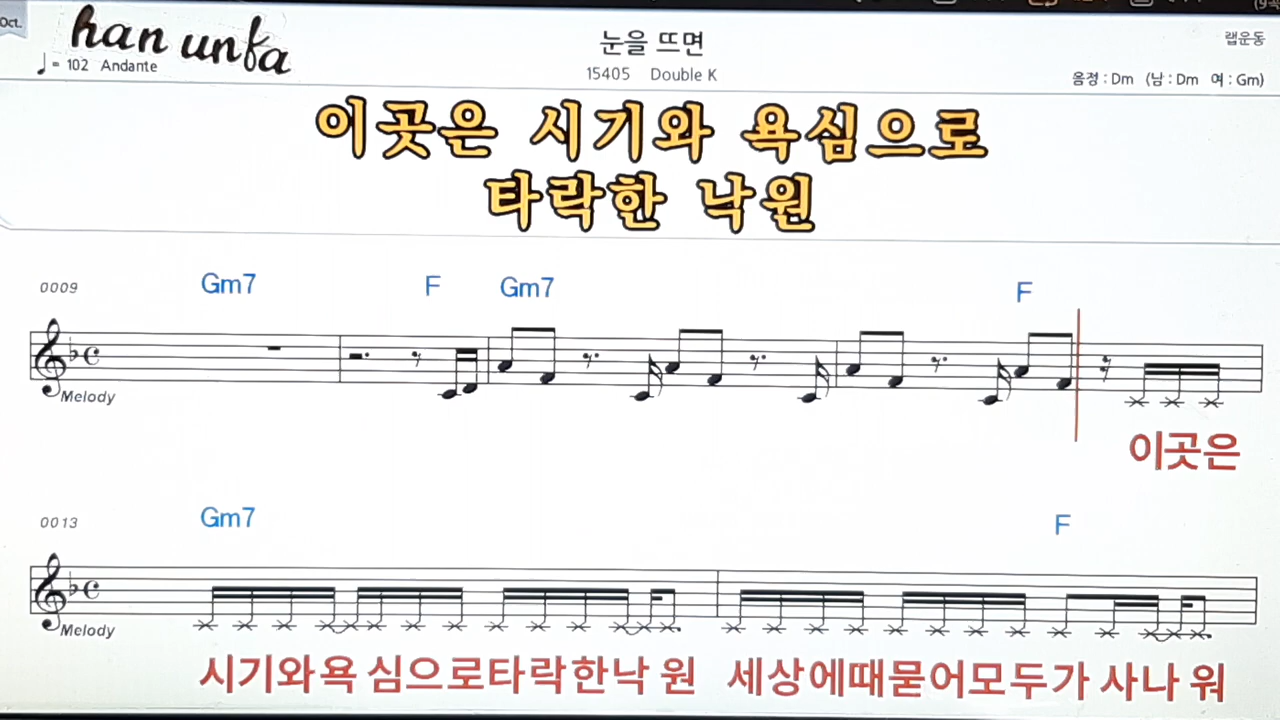 Oct.
han unfa
눈을 뜨면
랩운동
♩ = 102 Andante
15405 Double K
음정 : Dm (남 : Dm 여 : Gm)
이곳은 시기와 욕심으로
타락한 낙원
0009 Gm7 F Gm7 F
Melody
이곳은
0013 Gm7 F
Melody
시기와욕 심으로타락한낙 원 세상에때묻어모두가 사나 워